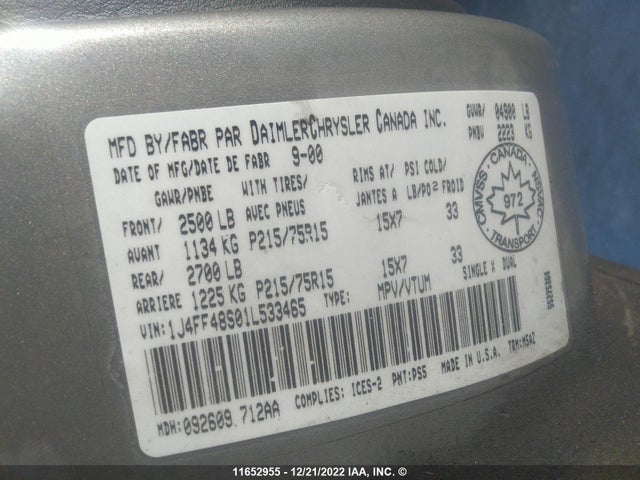 MFD BY/FABR PAR DAIMLERCHRYSLER CANADA INC.
DATE OF MFG/DATE DE FABR 9-00
GVWR/ 04900 LB
PNBV 2223 KG
GAWR/PNBE WITH TIRES/ RIMS AT/ PSI COLD/
AVEC PNEUS JANTES A LB/PO2 FROID
FRONT/ 2500 LB
AVANT 1134 KG P215/75R15 15X7 33
REAR/ 2700 LB
ARRIERE 1225 KG P215/75R15 15X7 33
CMVSS · CANADA · NSVAC
972
TRANSPORT
VIN: 1J4FF48S01L533465 TYPE: MPV/VTUM SINGLE X DUAL
MDH: 092609 712AA COMPLIES: ICES-2 PNT: PS5 MADE IN U.S.A. TRM: MSAZ
11652955 - 12/21/2022 IAA, INC. ©